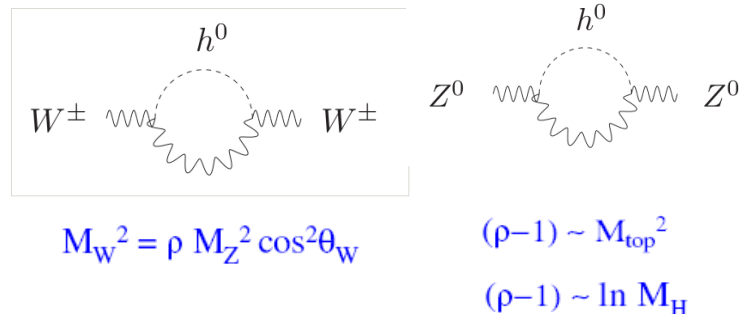 h⁰
W± W±
M_W² = ρ M_Z² cos²θ_W
h⁰
Z⁰ Z⁰
(ρ−1) ~ M_top²
(ρ−1) ~ ln M_H